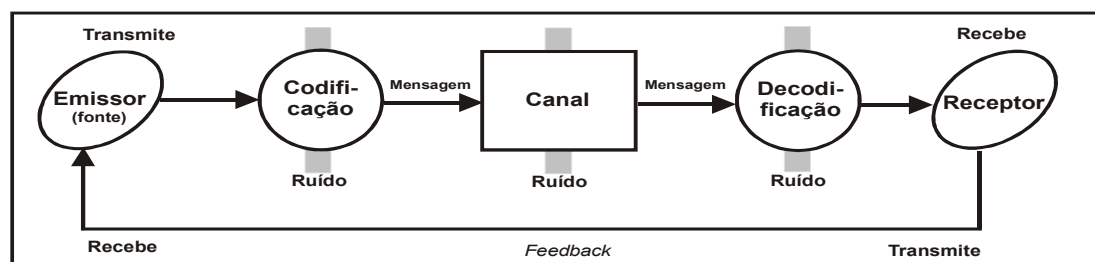 Transmite
Recebe
Emissor
(fonte)
Codifi-
cação
Mensagem
Canal
Mensagem
Decodi-
ficação
Receptor
Ruído
Ruído
Ruído
Recebe
Feedback
Transmite